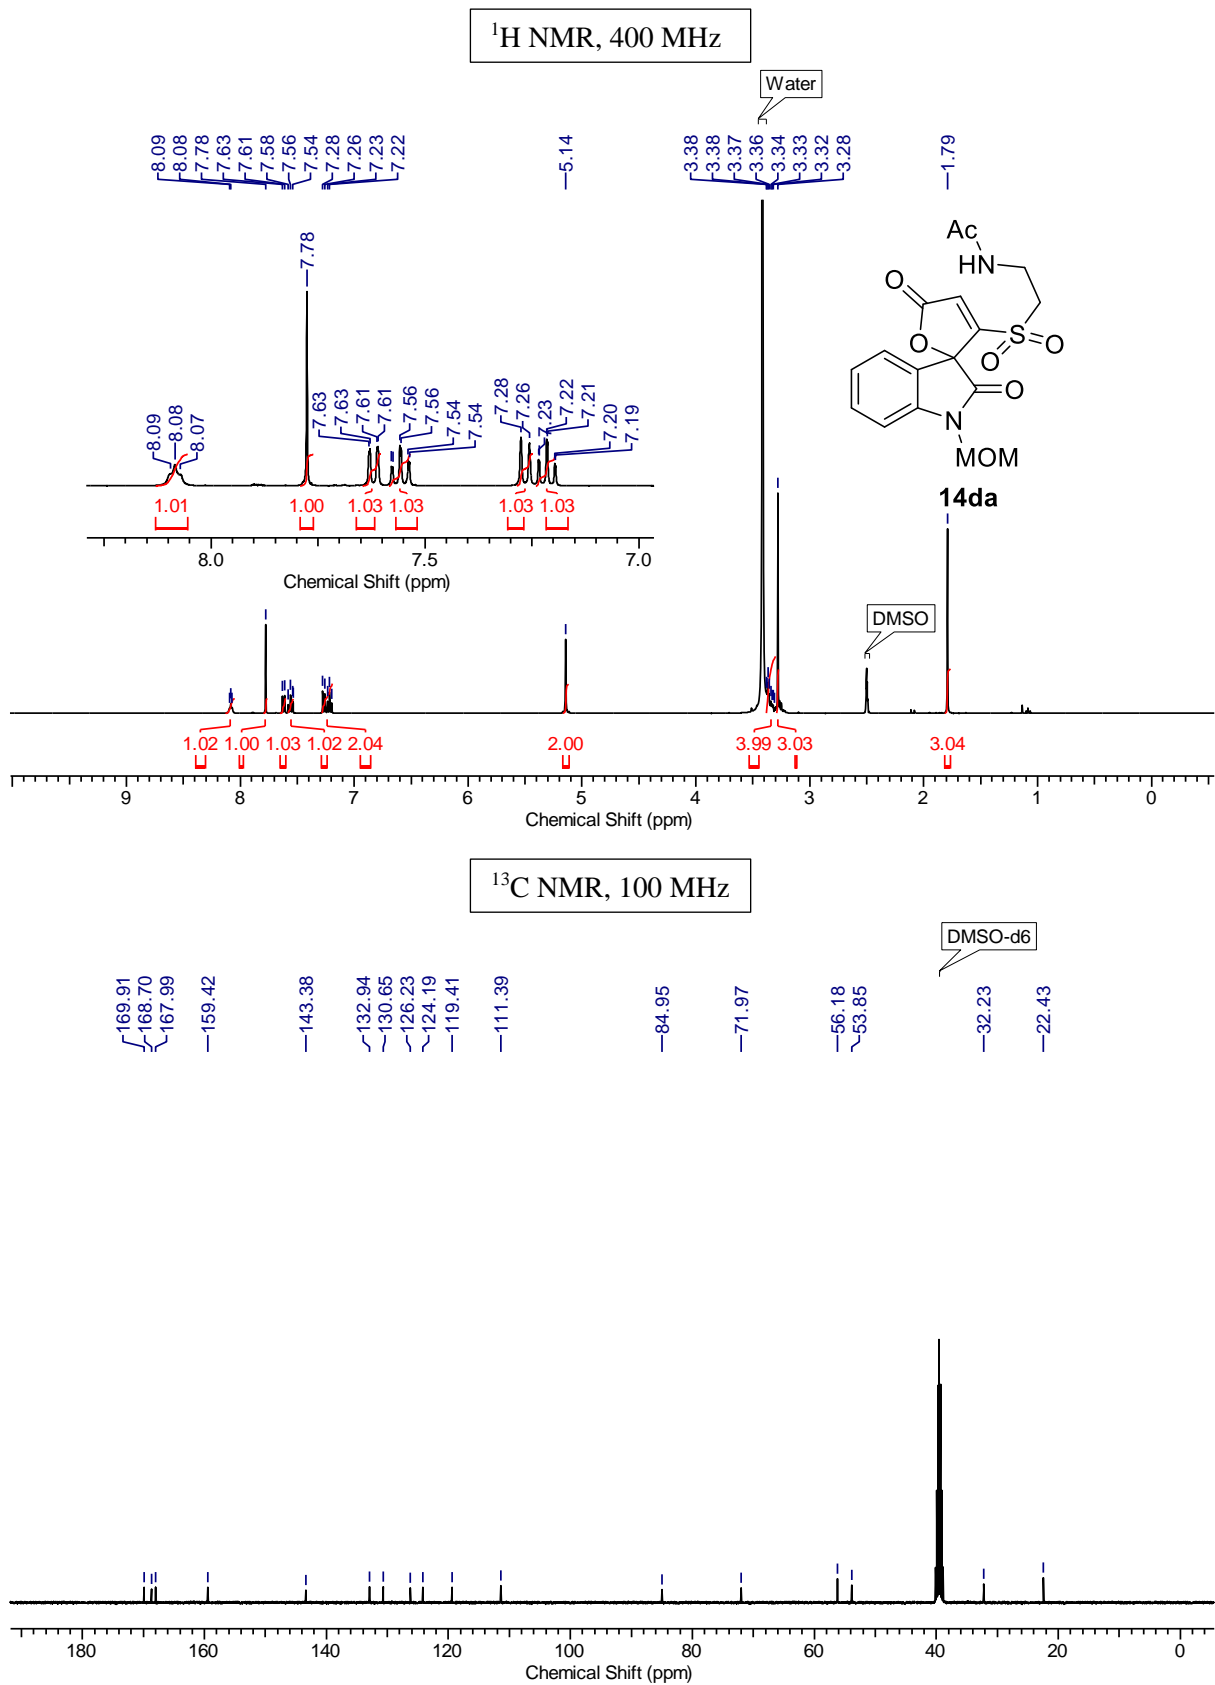 ¹H NMR, 400 MHz
Water
8.09 8.08 7.78 7.63 7.61 7.58 7.56 7.54 7.28 7.26 7.23 7.22 5.14 3.38 3.38 3.37 3.36 3.34 3.33 3.32 3.28 1.79
Ac
HN
O
O
S
O
O
O
N
MOM
14da
7.78
8.09 8.08 8.07 7.63 7.63 7.61 7.61 7.56 7.56 7.54 7.54 7.28 7.26 7.23 7.22 7.21 7.20 7.19
1.01 1.00 1.03 1.03 1.03 1.03
8.0 7.5 7.0
Chemical Shift (ppm)
DMSO
1.02 1.00 1.03 1.02 2.04 2.00 3.99 3.03 3.04
9 8 7 6 5 4 3 2 1 0
Chemical Shift (ppm)
¹³C NMR, 100 MHz
DMSO-d6
169.91 168.70 167.99 159.42 143.38 132.94 130.65 126.23 124.19 119.41 111.39 84.95 71.97 56.18 53.85 32.23 22.43
180 160 140 120 100 80 60 40 20 0
Chemical Shift (ppm)